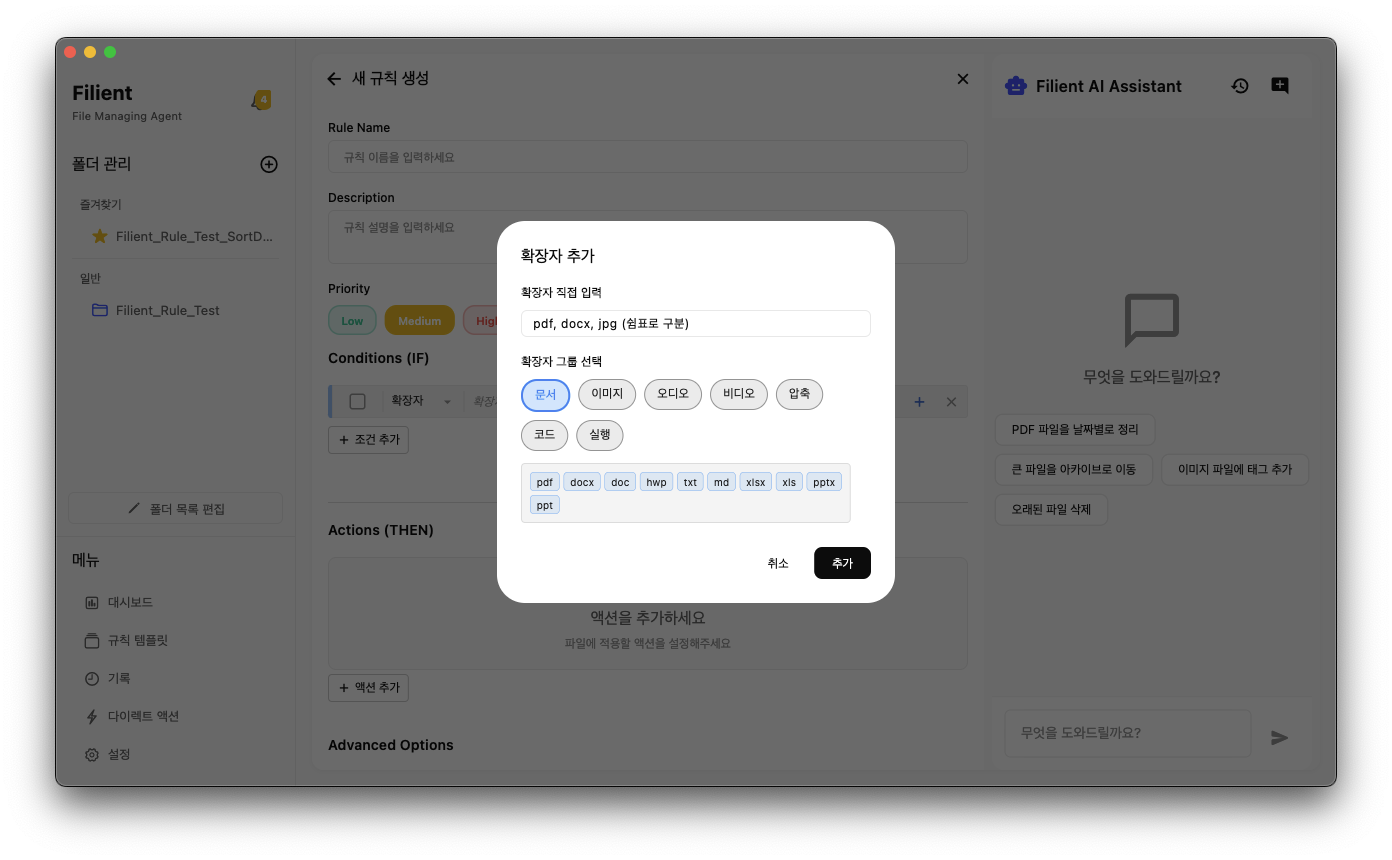 Filient
4
File Managing Agent
폴더 관리
즐겨찾기
Filient_Rule_Test_SortD...
일반
Filient_Rule_Test
폴더 목록 편집
메뉴
대시보드
규칙 템플릿
기록
다이렉트 액션
설정
새 규칙 생성
Rule Name
규칙 이름을 입력하세요
Description
규칙 설명을 입력하세요
Priority
Low
Medium
Conditions (IF)
확장자
조건 추가
Actions (THEN)
액션을 추가하세요
파일에 적용할 액션을 설정해주세요
액션 추가
Advanced Options
확장자 추가
확장자 직접 입력
pdf, docx, jpg (쉼표로 구분)
확장자 그룹 선택
문서 이미지 오디오 비디오 압축
코드 실행
pdf docx doc hwp txt md xlsx xls pptx
ppt
취소 추가
Filient AI Assistant
무엇을 도와드릴까요?
PDF 파일을 날짜별로 정리
큰 파일을 아카이브로 이동 이미지 파일에 태그 추가
오래된 파일 삭제
무엇을 도와드릴까요?